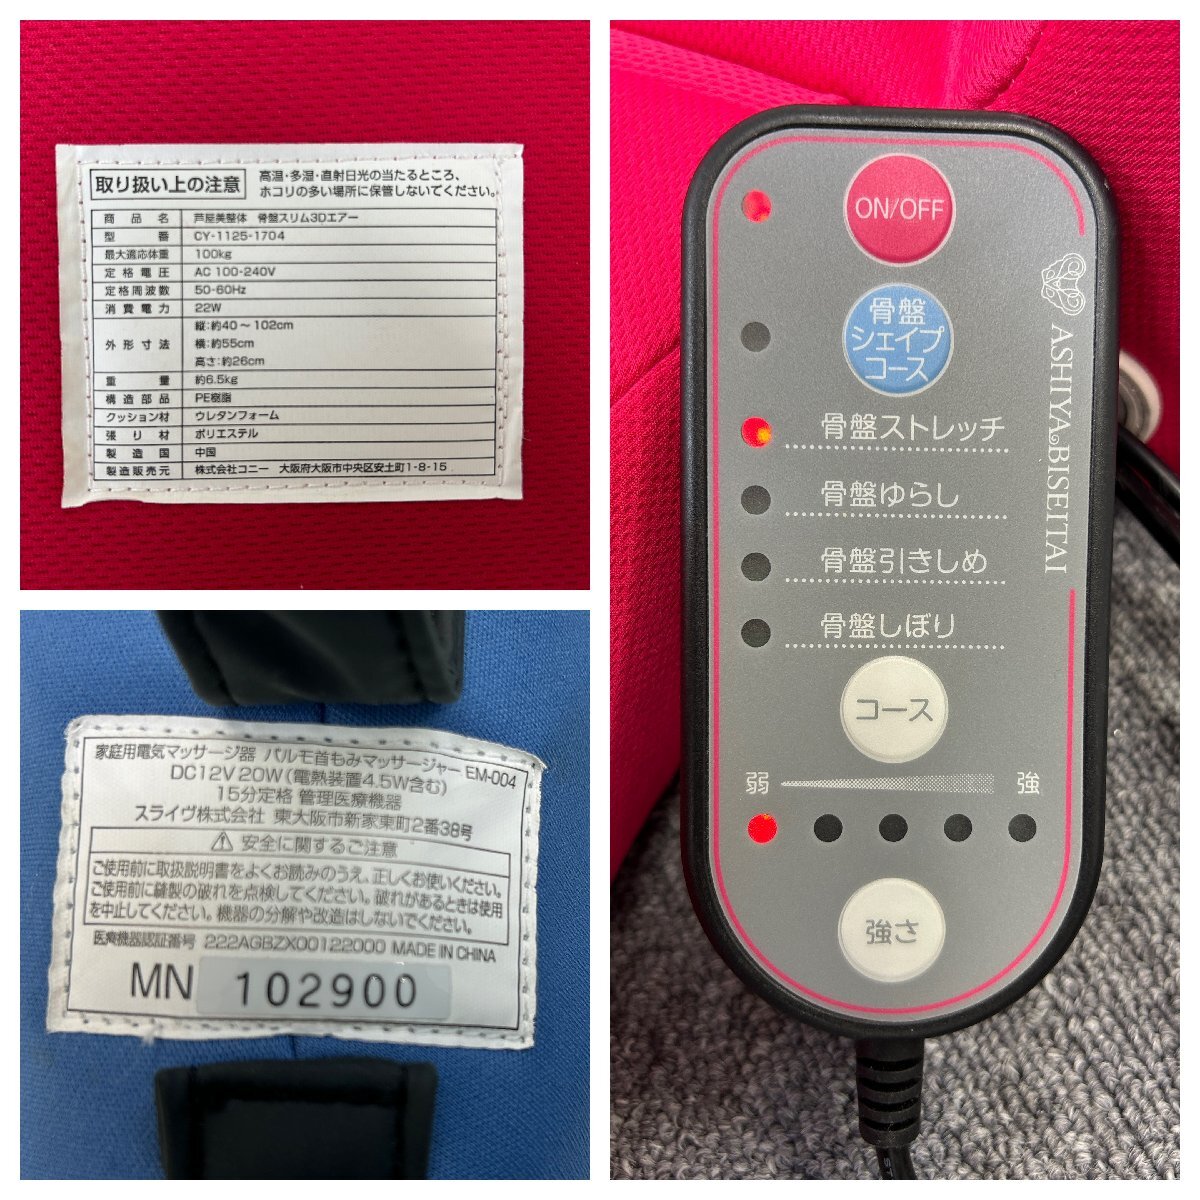 取り扱い上の注意
高温・多湿・直射日光の当たるところ、
ホコリの多い場所に保管しないでください。
商品名 芦屋美整体 骨盤スリム3Dエアー
型番 CY-1125-1704
最大適応体重 100kg
定格電圧 AC 100-240V
定格周波数 50-60Hz
消費電力 22W
外形寸法 縦:約40~102cm
横:約55cm
高さ:約26cm
重量 約6.5kg
構造部品 PE樹脂
クッション材 ウレタンフォーム
張り材 ポリエステル
製造国 中国
製造販売元 株式会社コニー 大阪府大阪市中央区安土町1-8-15
家庭用電気マッサージ器 パルモ首もみマッサージャー EM-004
DC12V 20W(電熱装置4.5W含む)
15分定格 管理医療機器
スライヴ株式会社 東大阪市新家東町2番38号
⚠ 安全に関するご注意
ご使用前に取扱説明書をよくお読みのうえ、正しくお使いください。
ご使用前に縫製の破れを点検してください。破れがあるときは使用
を中止してください。機器の分解や改造はしないでください。
医療機器認証番号 222AGBZX00122000 MADE IN CHINA
MN 102900
ON/OFF
骨盤
シェイプ
コース
骨盤ストレッチ
骨盤ゆらし
骨盤引きしめ
骨盤しぼり
コース
弱 強
強さ
ASHIYA BISEITAI